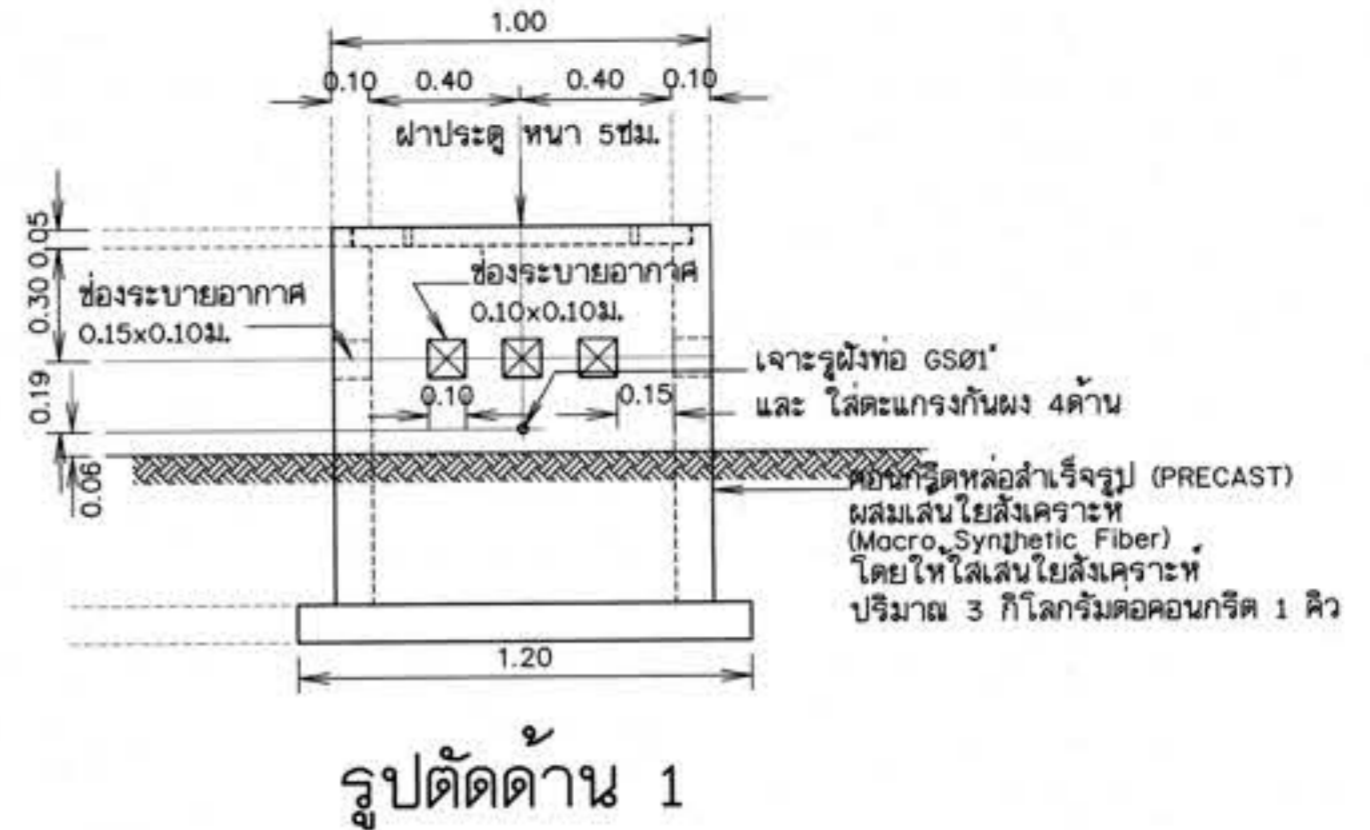 1.00
0.10 0.40 0.40 0.10
ฝาประตู หนา 5ซม.
0.05
0.30
ช่องระบายอากาศ
0.15x0.10ม.
ช่องระบายอากาศ
0.10x0.10ม.
0.19
0.10
0.15
เจาะรูฝังท่อ GSØ1"
และ ใส่ตะแกรงกันผง 4ด้าน
0.06
คอนกรีตหล่อสำเร็จรูป (PRECAST)
ผสมเส้นใยสังเคราะห์
(Macro Synthetic Fiber)
โดยให้ใส่เส้นใยสังเคราะห์
ปริมาณ 3 กิโลกรัมต่อคอนกรีต 1 คิว
1.20
รูปตัดด้าน 1